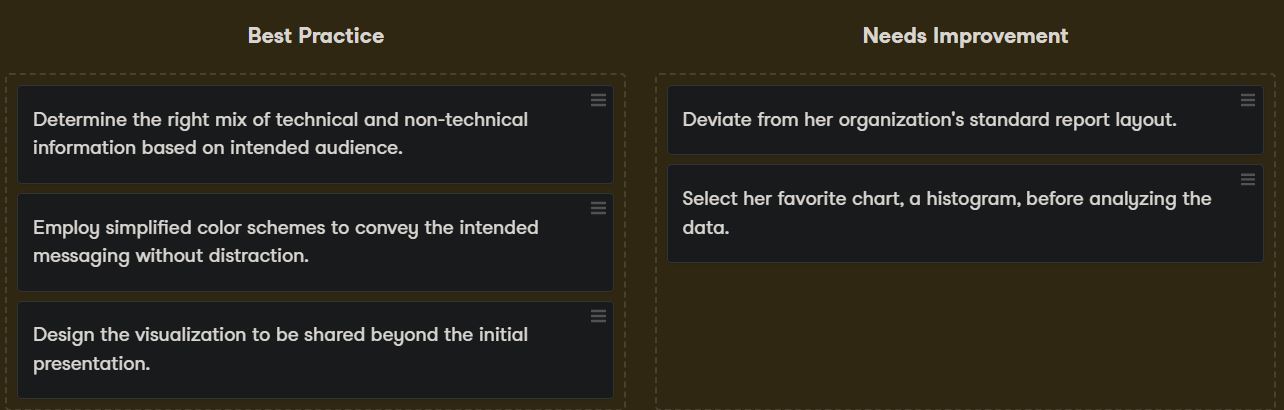 Best Practice
Determine the right mix of technical and non-technical
information based on intended audience.
Employ simplified color schemes to convey the intended
messaging without distraction.
Design the visualization to be shared beyond the initial
presentation.
Needs Improvement
Deviate from her organization's standard report layout.
Select her favorite chart, a histogram, before analyzing the
data.